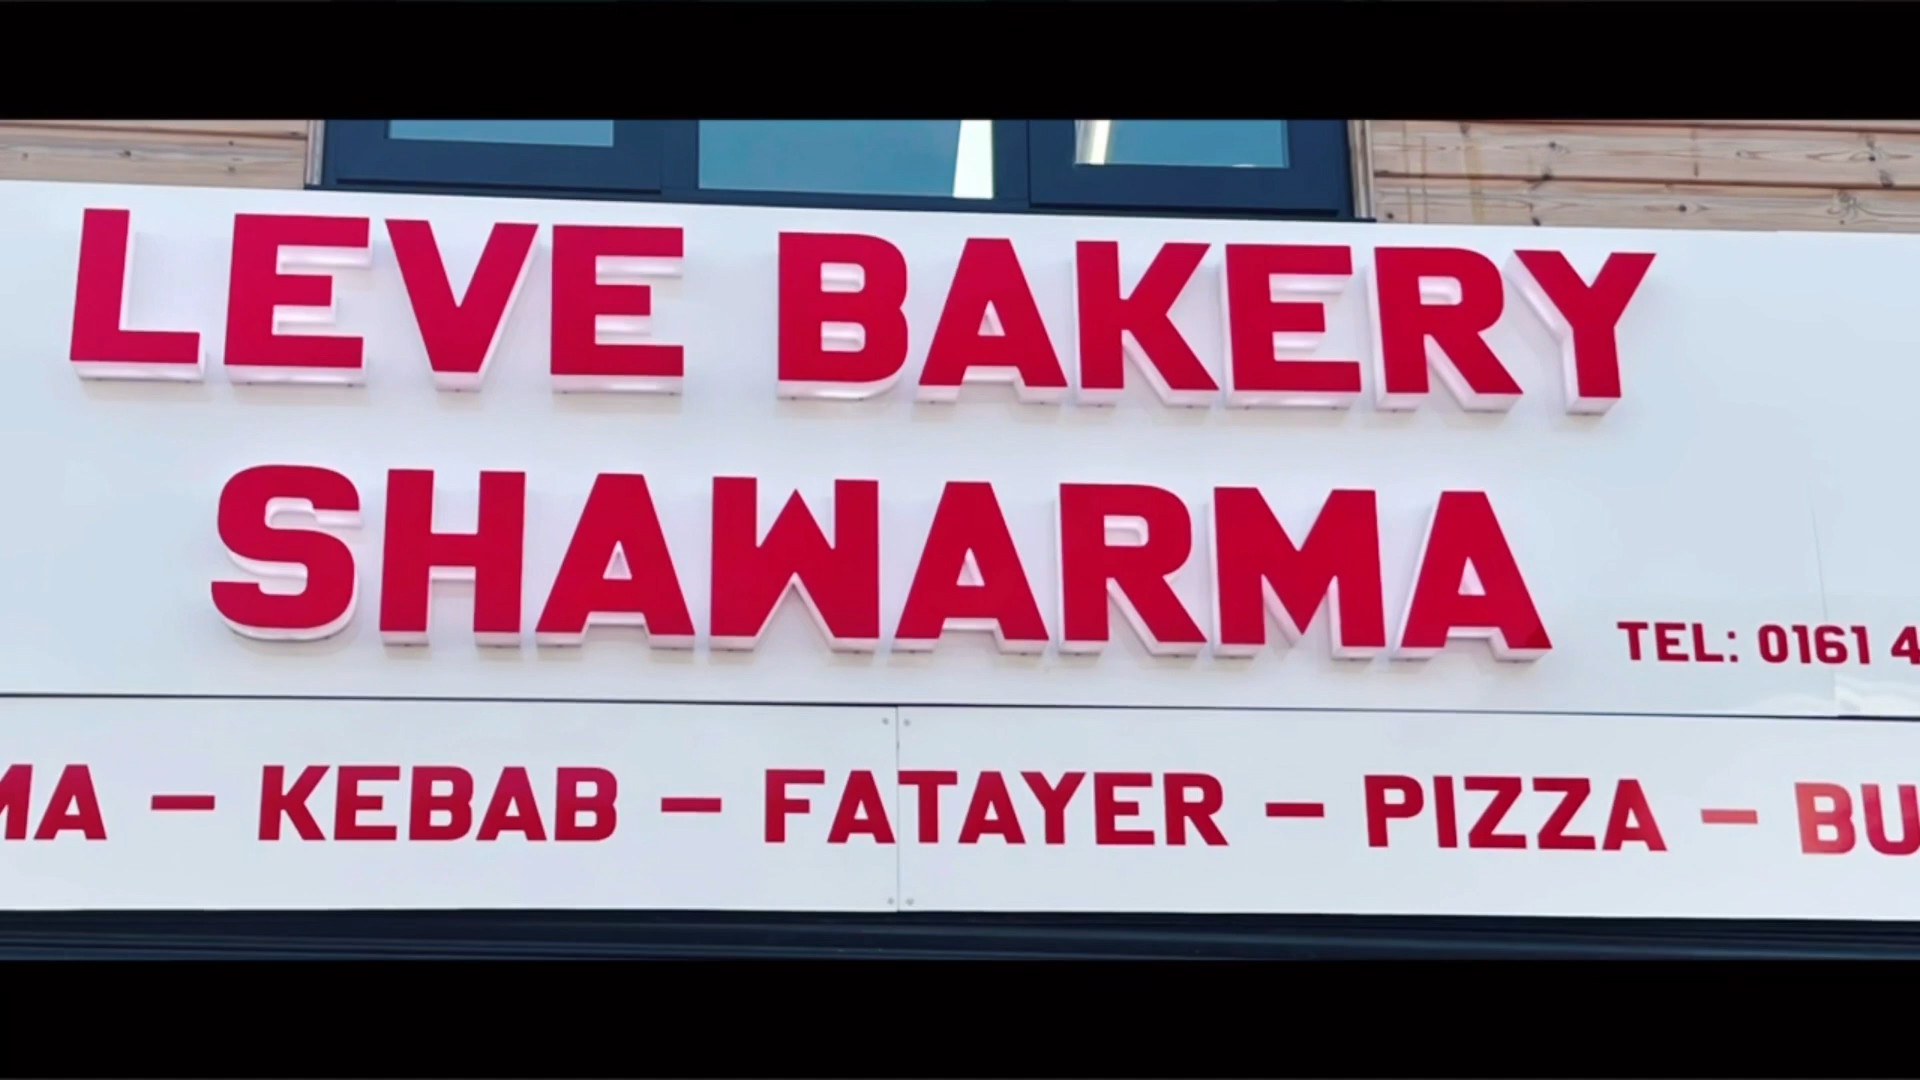 LEVE BAKERY
SHAWARMA
TEL: 0161 4
MA – KEBAB – FATAYER – PIZZA – BU